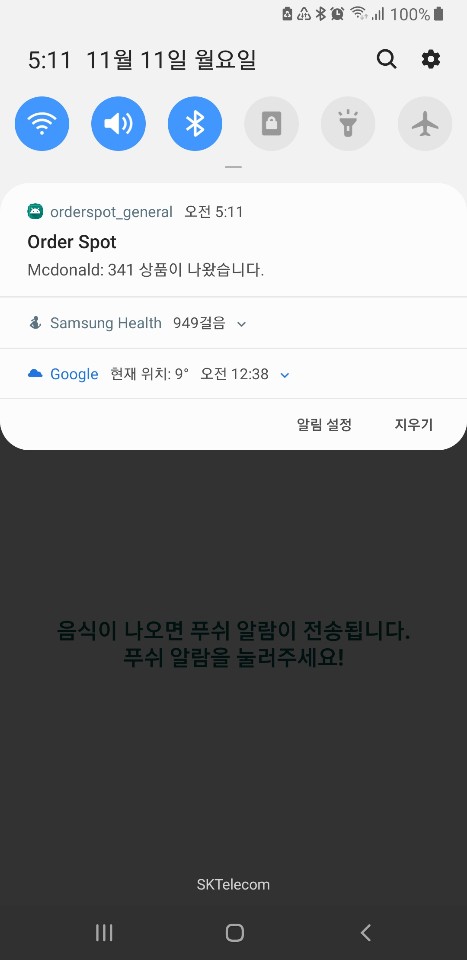 100%
5:11 11월 11일 월요일
orderspot_general 오전 5:11
Order Spot
Mcdonald: 341 상품이 나왔습니다.
Samsung Health 949걸음
Google 현재 위치: 9° 오전 12:38
알림 설정 지우기
음식이 나오면 푸쉬 알람이 전송됩니다.
푸쉬 알람을 눌러주세요!
SKTelecom